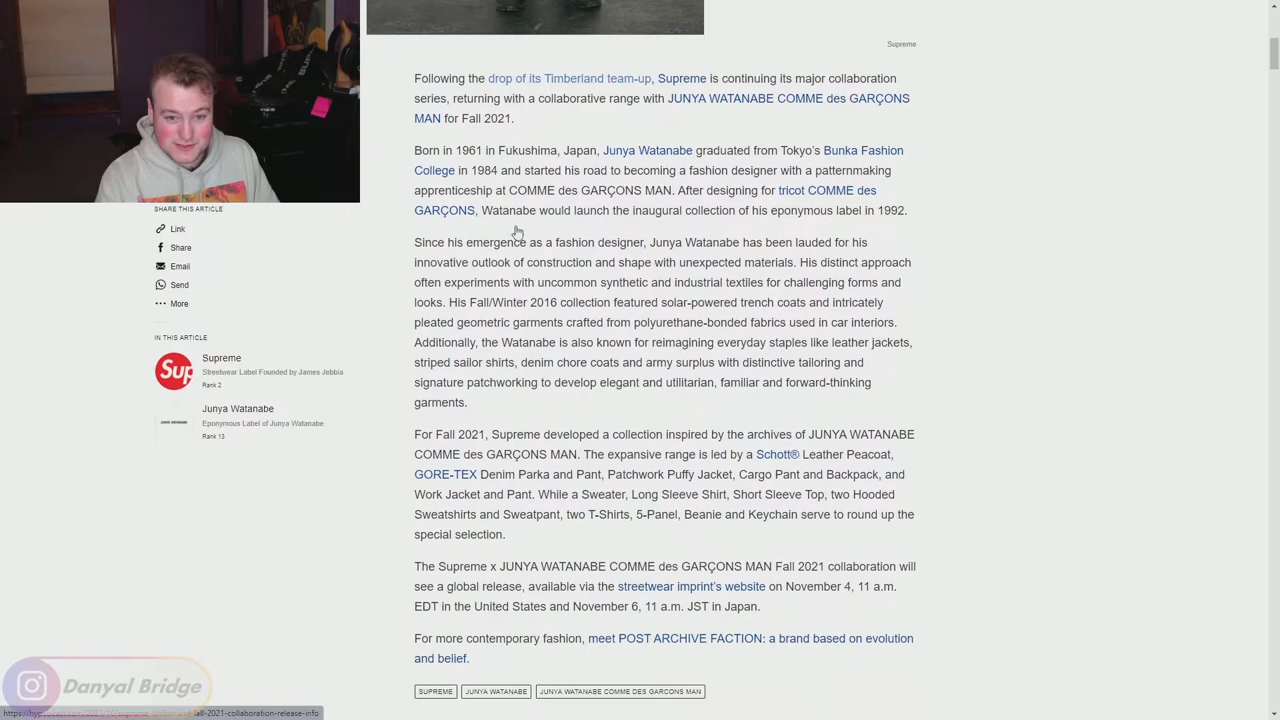 Supreme
Following the drop of its Timberland team-up, Supreme is continuing its major collaboration
series, returning with a collaborative range with JUNYA WATANABE COMME des GARÇONS
MAN for Fall 2021.
Born in 1961 in Fukushima, Japan, Junya Watanabe graduated from Tokyo's Bunka Fashion
College in 1984 and started his road to becoming a fashion designer with a patternmaking
apprenticeship at COMME des GARÇONS MAN. After designing for tricot COMME des
GARÇONS, Watanabe would launch the inaugural collection of his eponymous label in 1992.
Since his emergence as a fashion designer, Junya Watanabe has been lauded for his
innovative outlook of construction and shape with unexpected materials. His distinct approach
often experiments with uncommon synthetic and industrial textiles for challenging forms and
looks. His Fall/Winter 2016 collection featured solar-powered trench coats and intricately
pleated geometric garments crafted from polyurethane-bonded fabrics used in car interiors.
Additionally, the Watanabe is also known for reimagining everyday staples like leather jackets,
striped sailor shirts, denim chore coats and army surplus with distinctive tailoring and
signature patchworking to develop elegant and utilitarian, familiar and forward-thinking
garments.
For Fall 2021, Supreme developed a collection inspired by the archives of JUNYA WATANABE
COMME des GARÇONS MAN. The expansive range is led by a Schott® Leather Peacoat,
GORE-TEX Denim Parka and Pant, Patchwork Puffy Jacket, Cargo Pant and Backpack, and
Work Jacket and Pant. While a Sweater, Long Sleeve Shirt, Short Sleeve Top, two Hooded
Sweatshirts and Sweatpant, two T-Shirts, 5-Panel, Beanie and Keychain serve to round up the
special selection.
The Supreme x JUNYA WATANABE COMME des GARÇONS MAN Fall 2021 collaboration will
see a global release, available via the streetwear imprint's website on November 4, 11 a.m.
EDT in the United States and November 6, 11 a.m. JST in Japan.
For more contemporary fashion, meet POST ARCHIVE FACTION: a brand based on evolution
and belief.
SUPREME JUNYA WATANABE JUNYA WATANABE COMME DES GARCONS MAN
SHARE THIS ARTICLE
Link
Share
Email
Send
More
IN THIS ARTICLE
Sup
Supreme
Streetwear Label Founded by James Jebbia
Rank 2
Junya Watanabe
Eponymous Label of Junya Watanabe
Rank 13
Danyal Bridge
fall-2021-collaboration-release-info